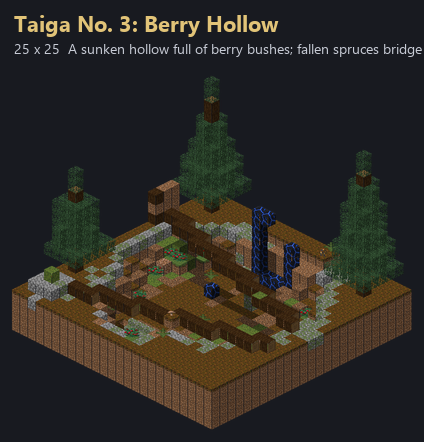 Taiga No. 3: Berry Hollow
25 x 25 A sunken hollow full of berry bushes; fallen spruces bridge